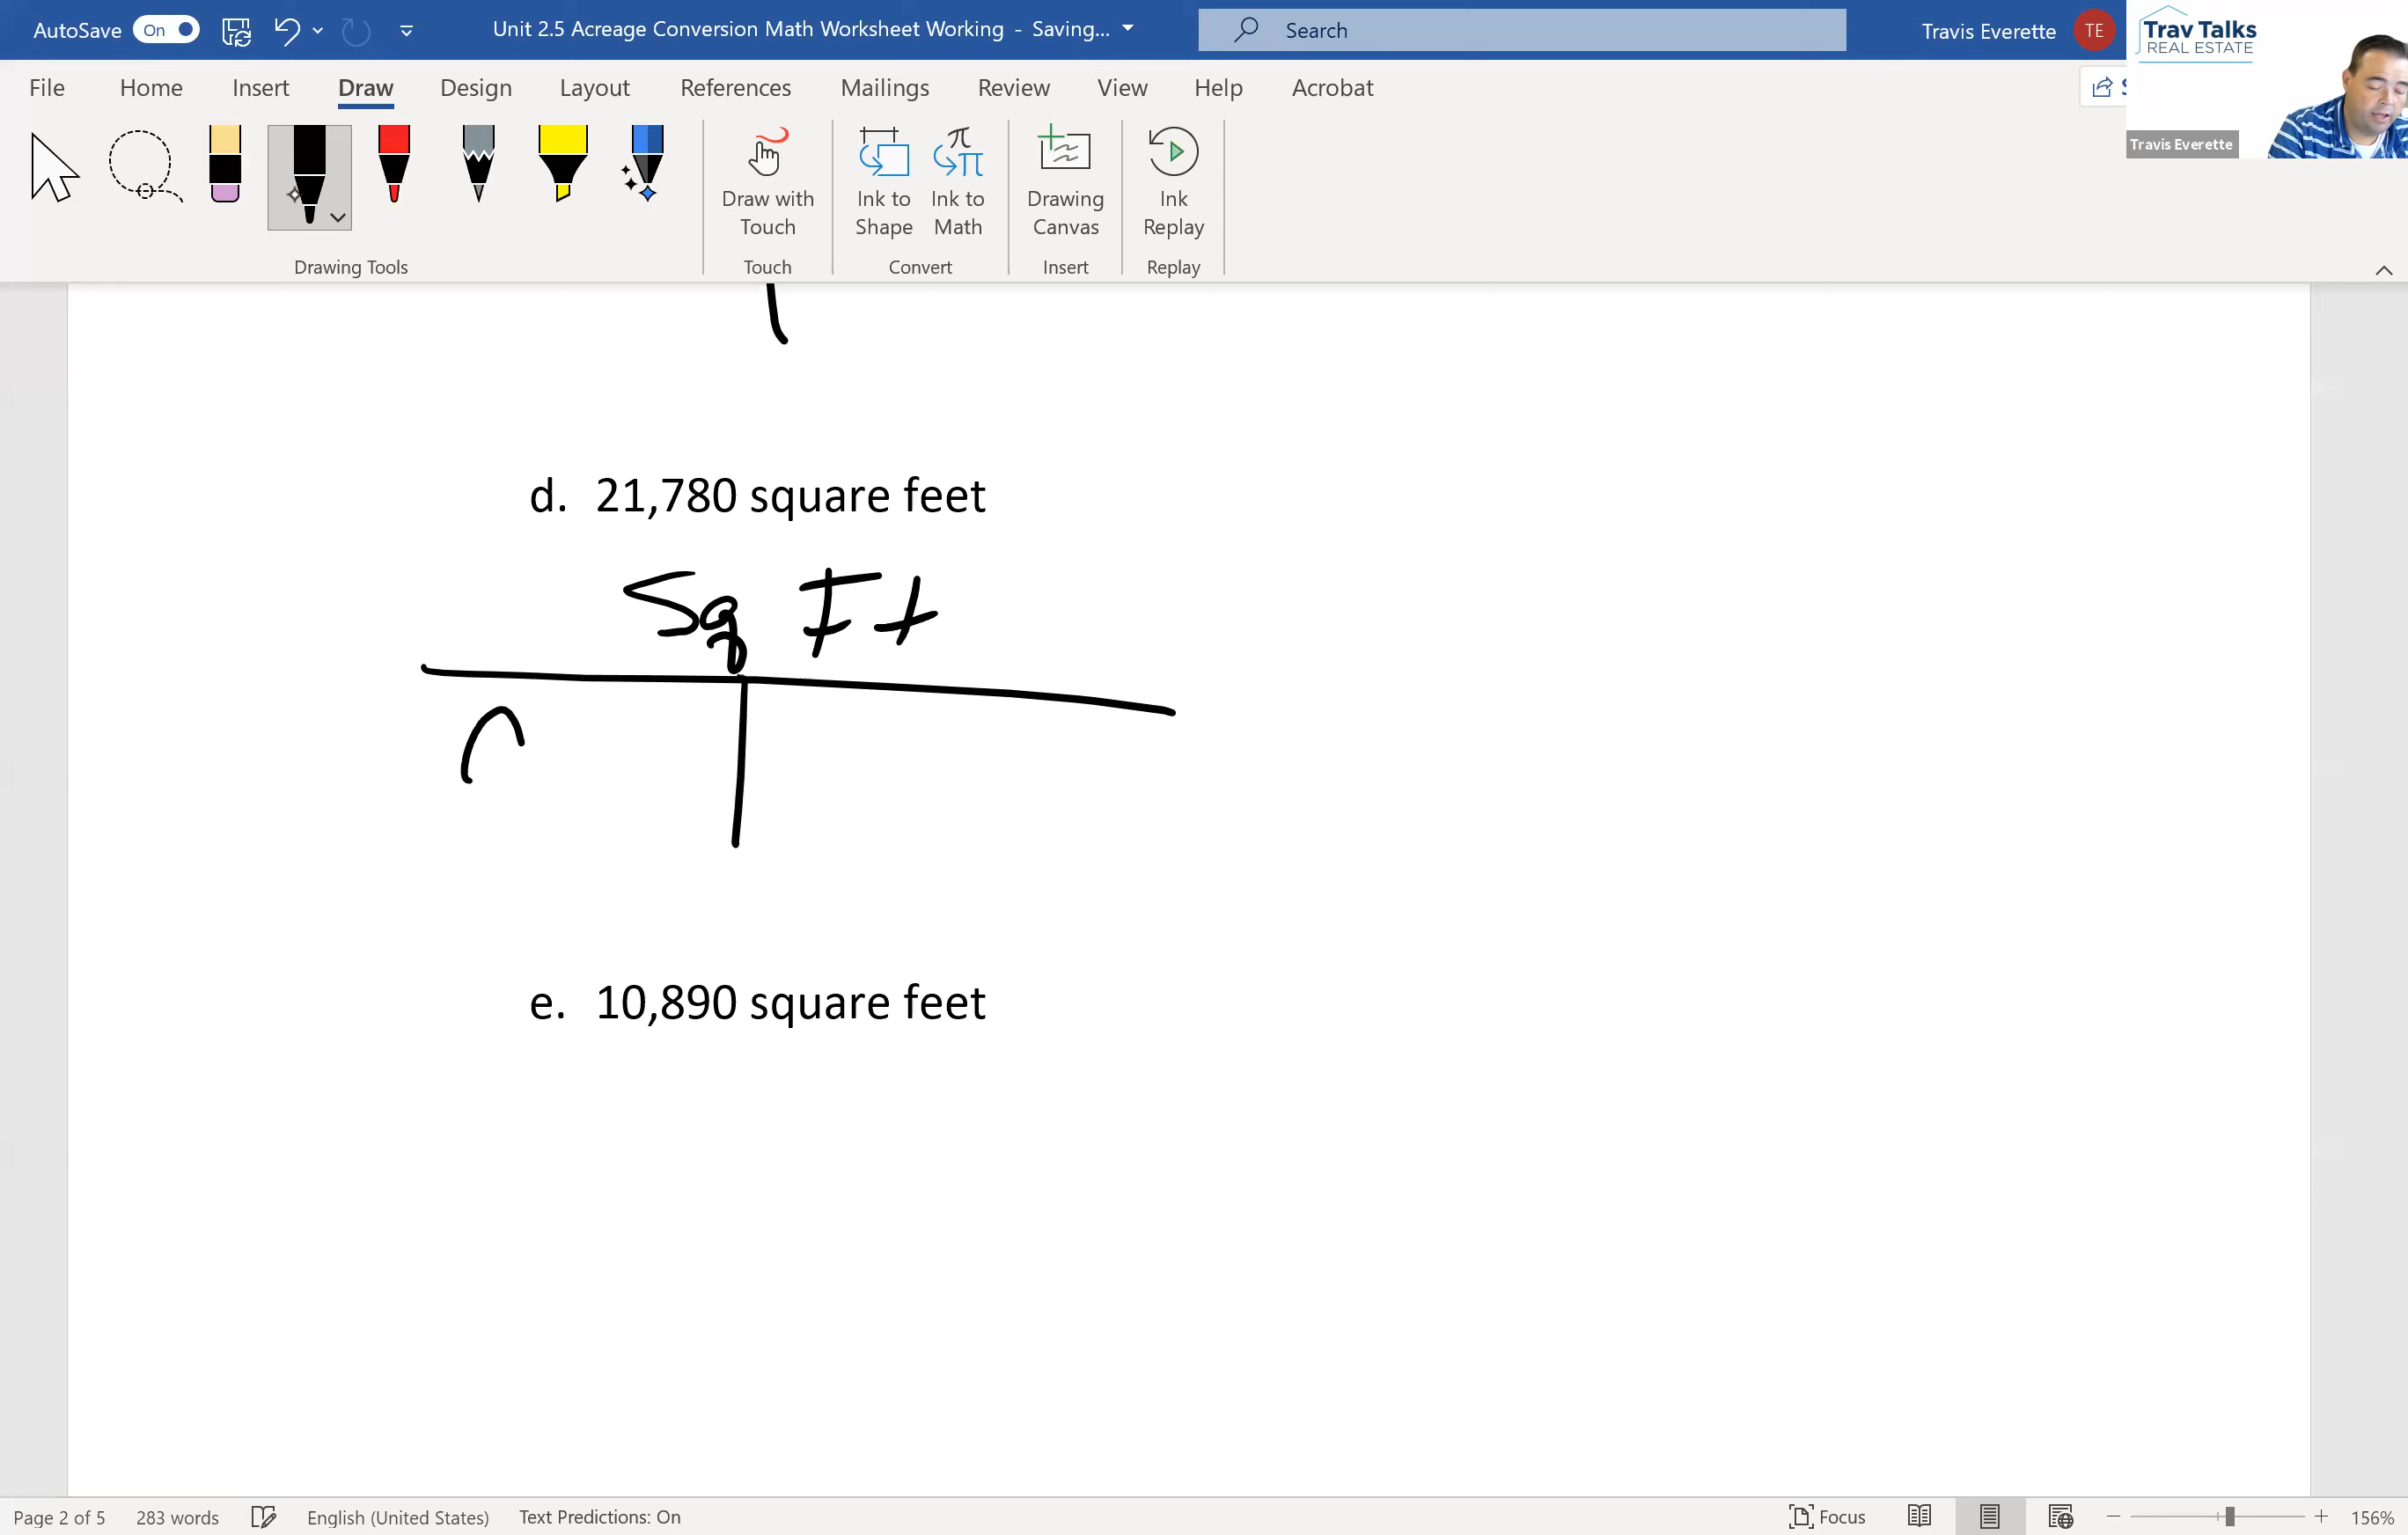 AutoSave On Unit 2.5 Acreage Conversion Math Worksheet Working - Saving... Search Travis Everette TE
Trav Talks
REAL ESTATE
Travis Everette
File Home Insert Draw Design Layout References Mailings Review View Help Acrobat
Draw with Touch
Ink to Shape
Ink to Math
Drawing Canvas
Ink Replay
Drawing Tools Touch Convert Insert Replay
d. 21,780 square feet
Sq Ft
e. 10,890 square feet
Page 2 of 5 283 words English (United States) Text Predictions: On Focus 156%